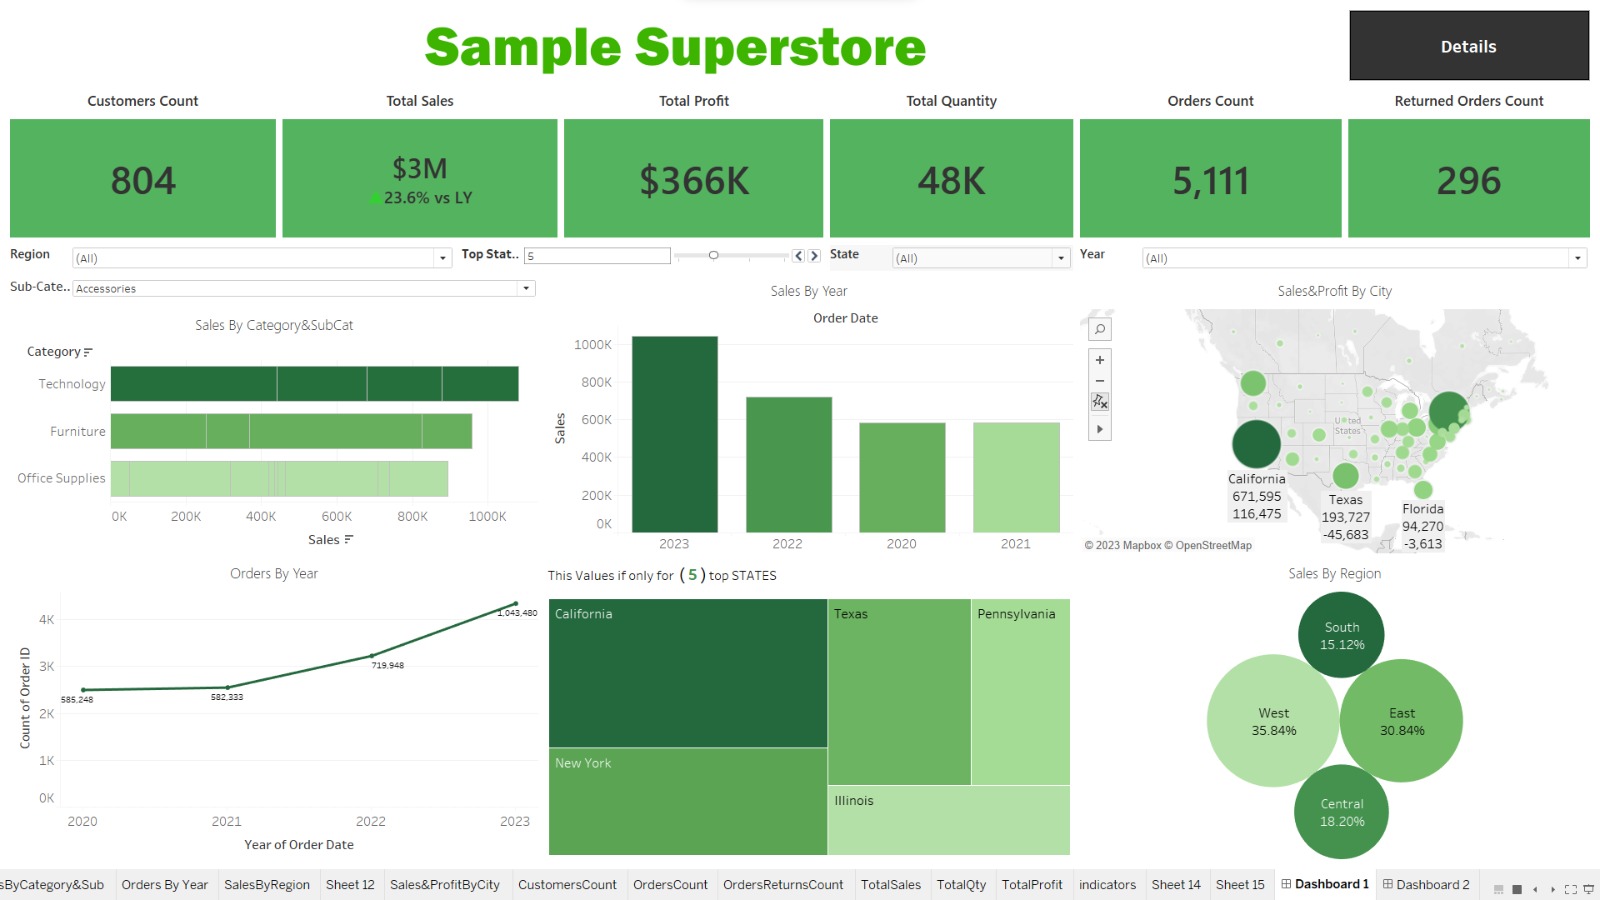 Sample Superstore
Details
Customers Count
Total Sales
Total Profit
Total Quantity
Orders Count
Returned Orders Count
804
$3M
23.6% vs LY
$366K
48K
5,111
296
Region
(All)
Top Stat..
5
State
(All)
Year
(All)
Sub-Cate..
Accessories
Sales By Category&SubCat
Category
Technology
Furniture
Office Supplies
0K
200K
400K
600K
800K
1000K
Sales
Sales By Year
Order Date
Sales
1000K
800K
600K
400K
200K
0K
2023
2022
2020
2021
Sales&Profit By City
United
States
California
671,595
116,475
Texas
193,727
-45,683
Florida
94,270
-3,613
© 2023 Mapbox © OpenStreetMap
Orders By Year
Count of Order ID
4K
3K
2K
1K
0K
585,248
582,333
719,948
1,043,480
2020
2021
2022
2023
Year of Order Date
This Values if only for (5) top STATES
California
New York
Texas
Pennsylvania
Illinois
Sales By Region
South
15.12%
West
35.84%
East
30.84%
Central
18.20%
sByCategory&Sub
Orders By Year
SalesByRegion
Sheet 12
Sales&ProfitByCity
CustomersCount
OrdersCount
OrdersReturnsCount
TotalSales
TotalQty
TotalProfit
indicators
Sheet 14
Sheet 15
Dashboard 1
Dashboard 2